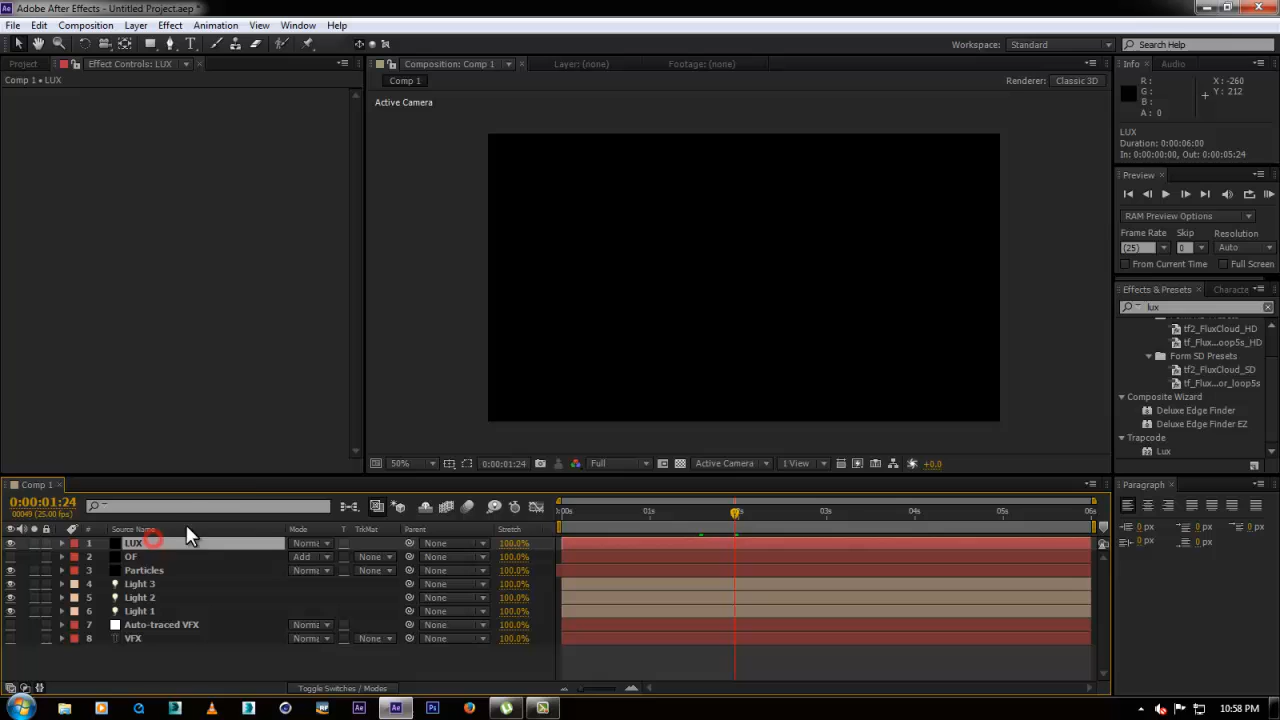 Adobe After Effects - Untitled Project.aep *
File Edit Composition Layer Effect Animation View Window Help
Workspace: Standard Search Help
Project Effect Controls: LUX Composition: Comp 1 Layer: (none) Footage: (none) Info Audio
Comp 1 • LUX
Comp 1 Renderer: Classic 3D
Active Camera
R :
G :
B :
A : 0
X : -260
Y : 212
LUX
Duration: 0:00:06:00
In: 0:00:00:00, Out: 0:00:05:24
Preview
RAM Preview Options
Frame Rate Skip Resolution
(25) 0 Auto
From Current Time Full Screen
Effects & Presets Characte
lux
tf2_FluxCloud_HD
tf_Flux...oop5s_HD
Form SD Presets
tf2_FluxCloud_SD
tf_Flux...or_loop5s
Composite Wizard
Deluxe Edge Finder
Deluxe Edge Finder EZ
Trapcode
Lux
50% 0:00:01:24 Full Active Camera 1 View +0.0
Comp 1
0:00:01:24
00049 (25.00 fps)
:00s 01s 03s 04s 05s 06s
# Source Name Mode T TrkMat Parent Stretch
1 LUX Norma None 100.0%
2 OF Add None None 100.0%
3 Particles Norma None None 100.0%
4 Light 3 None 100.0%
5 Light 2 None 100.0%
6 Light 1 None 100.0%
7 Auto-traced VFX Norma None 100.0%
8 VFX Norma None None 100.0%
Toggle Switches / Modes
Paragraph
0 px 0 px
0 px 0 px
0 px
10:58 PM